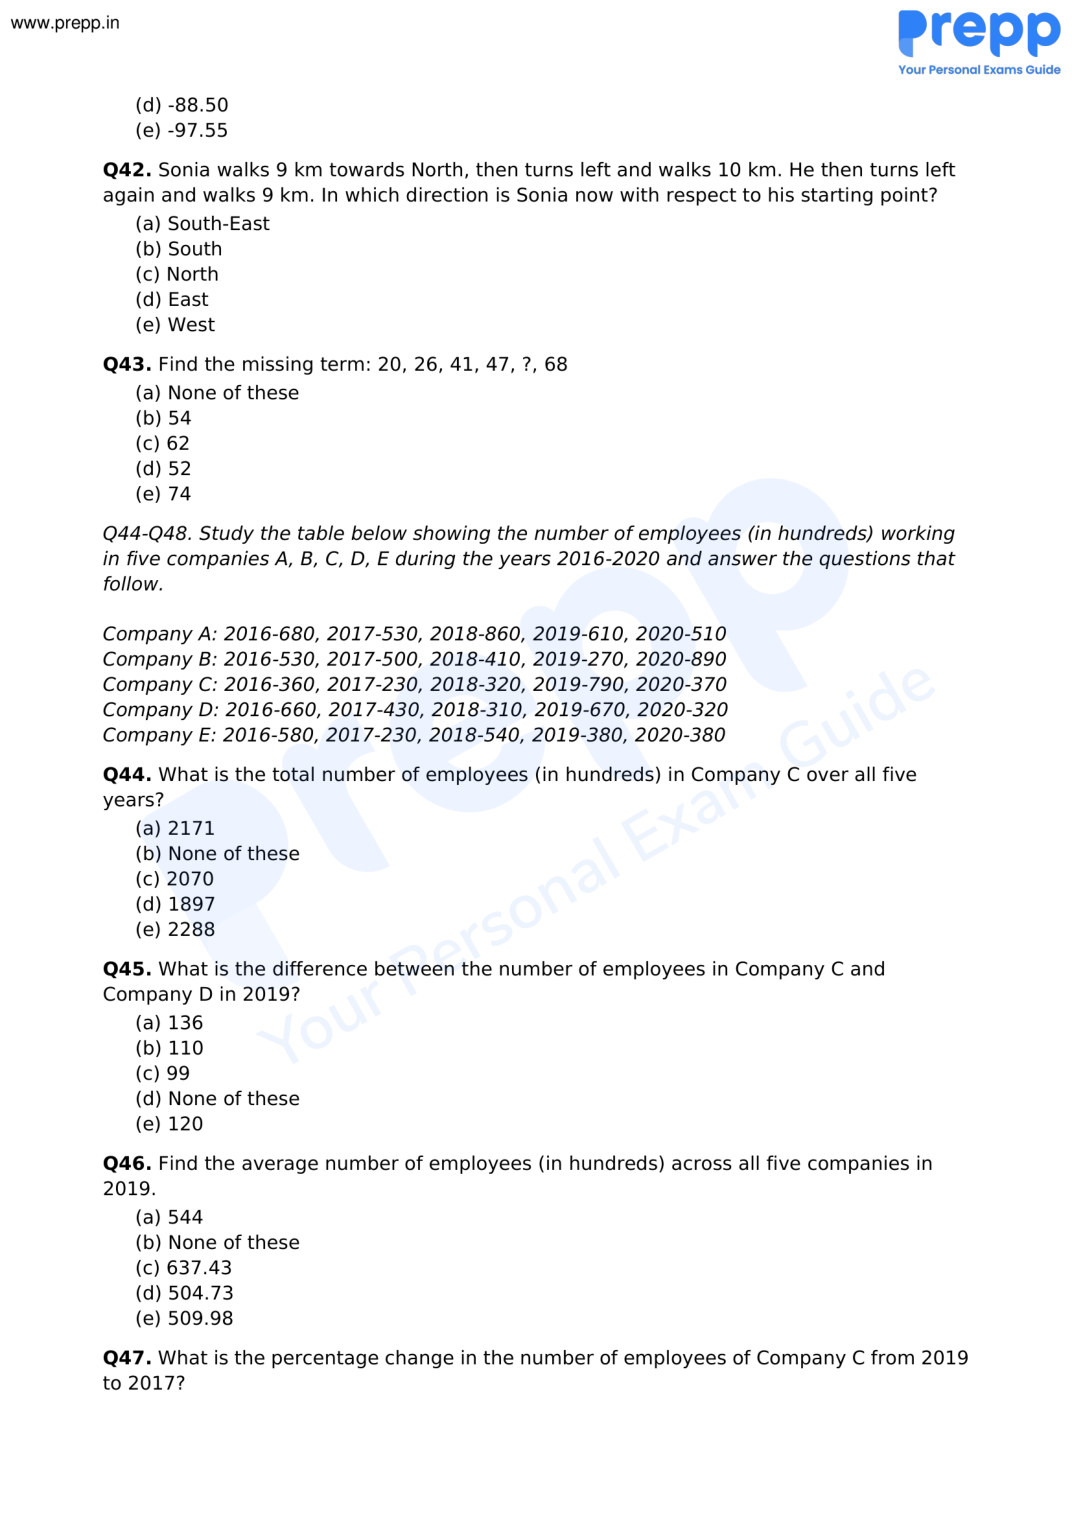 www.prepp.in
Prepp
Your Personal Exams Guide
(d) -88.50
(e) -97.55
Q42. Sonia walks 9 km towards North, then turns left and walks 10 km. He then turns left
again and walks 9 km. In which direction is Sonia now with respect to his starting point?
(a) South-East
(b) South
(c) North
(d) East
(e) West
Q43. Find the missing term: 20, 26, 41, 47, ?, 68
(a) None of these
(b) 54
(c) 62
(d) 52
(e) 74
Q44-Q48. Study the table below showing the number of employees (in hundreds) working
in five companies A, B, C, D, E during the years 2016-2020 and answer the questions that
follow.
Company A: 2016-680, 2017-530, 2018-860, 2019-610, 2020-510
Company B: 2016-530, 2017-500, 2018-410, 2019-270, 2020-890
Company C: 2016-360, 2017-230, 2018-320, 2019-790, 2020-370
Company D: 2016-660, 2017-430, 2018-310, 2019-670, 2020-320
Company E: 2016-580, 2017-230, 2018-540, 2019-380, 2020-380
Q44. What is the total number of employees (in hundreds) in Company C over all five
years?
(a) 2171
(b) None of these
(c) 2070
(d) 1897
(e) 2288
Q45. What is the difference between the number of employees in Company C and
Company D in 2019?
(a) 136
(b) 110
(c) 99
(d) None of these
(e) 120
Q46. Find the average number of employees (in hundreds) across all five companies in
2019.
(a) 544
(b) None of these
(c) 637.43
(d) 504.73
(e) 509.98
Q47. What is the percentage change in the number of employees of Company C from 2019
to 2017?
Prepp
Your Personal Exam Guide